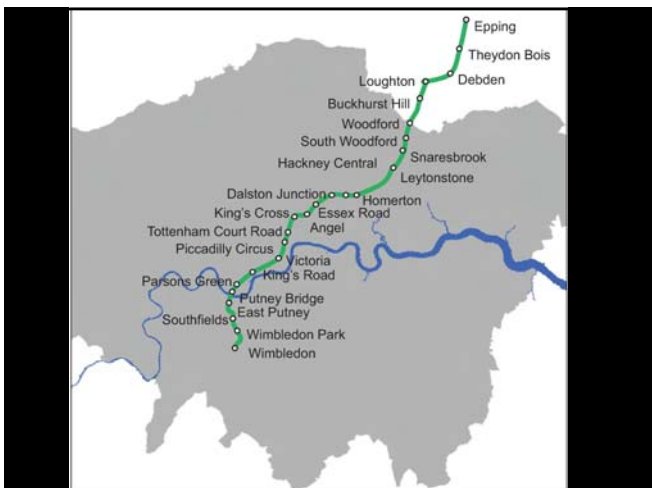 Epping
Theydon Bois
Debden
Loughton
Buckhurst Hill
Woodford
South Woodford
Snaresbrook
Hackney Central
Leytonstone
Dalston Junction
Homerton
King's Cross
Essex Road
Angel
Tottenham Court Road
Piccadilly Circus
Victoria
King's Road
Parsons Green
Putney Bridge
East Putney
Southfields
Wimbledon Park
Wimbledon